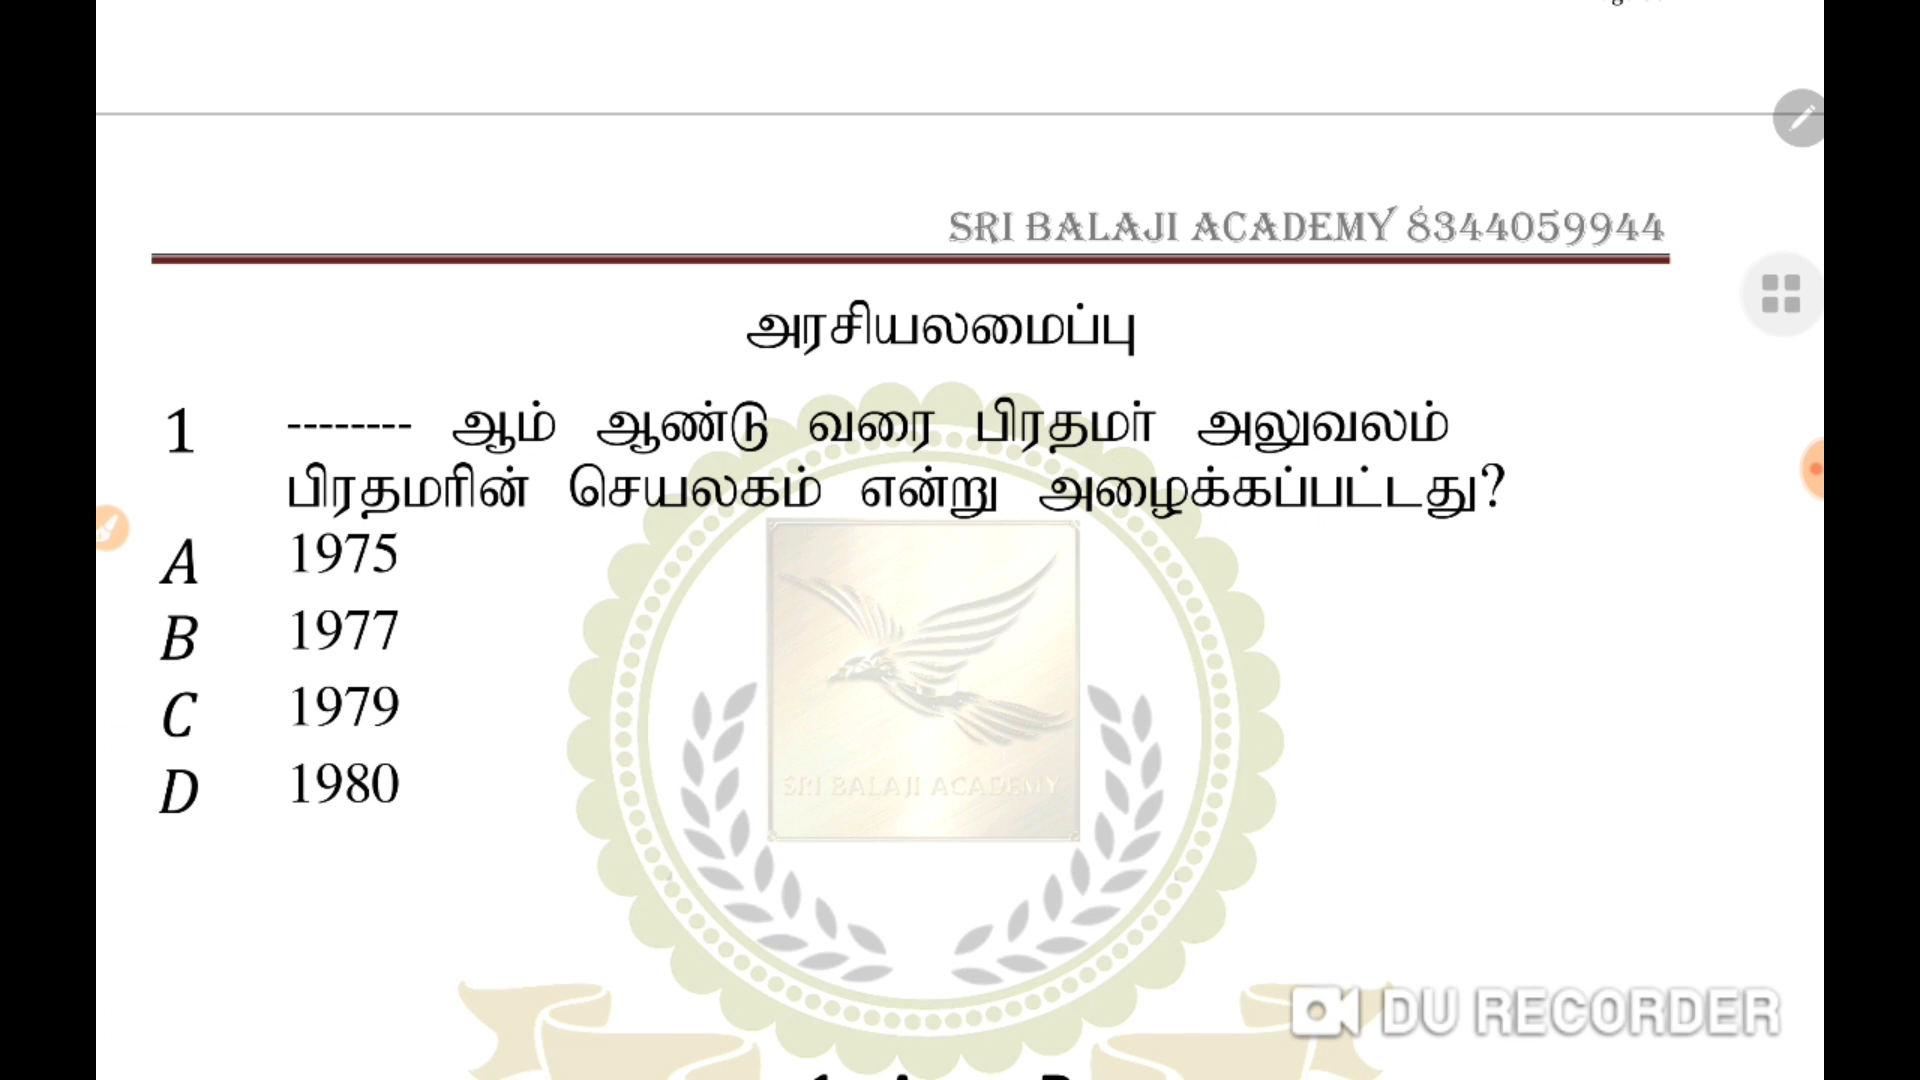 SRI BALAJI ACADEMY 8344059944
அரசியலமைப்பு
1 -------- ஆம் ஆண்டு வரை பிரதமர் அலுவலம்
பிரதமரின் செயலகம் என்று அழைக்கப்பட்டது?
A 1975
B 1977
C 1979
D 1980
SRI BALAJI ACADEMY
DU RECORDER